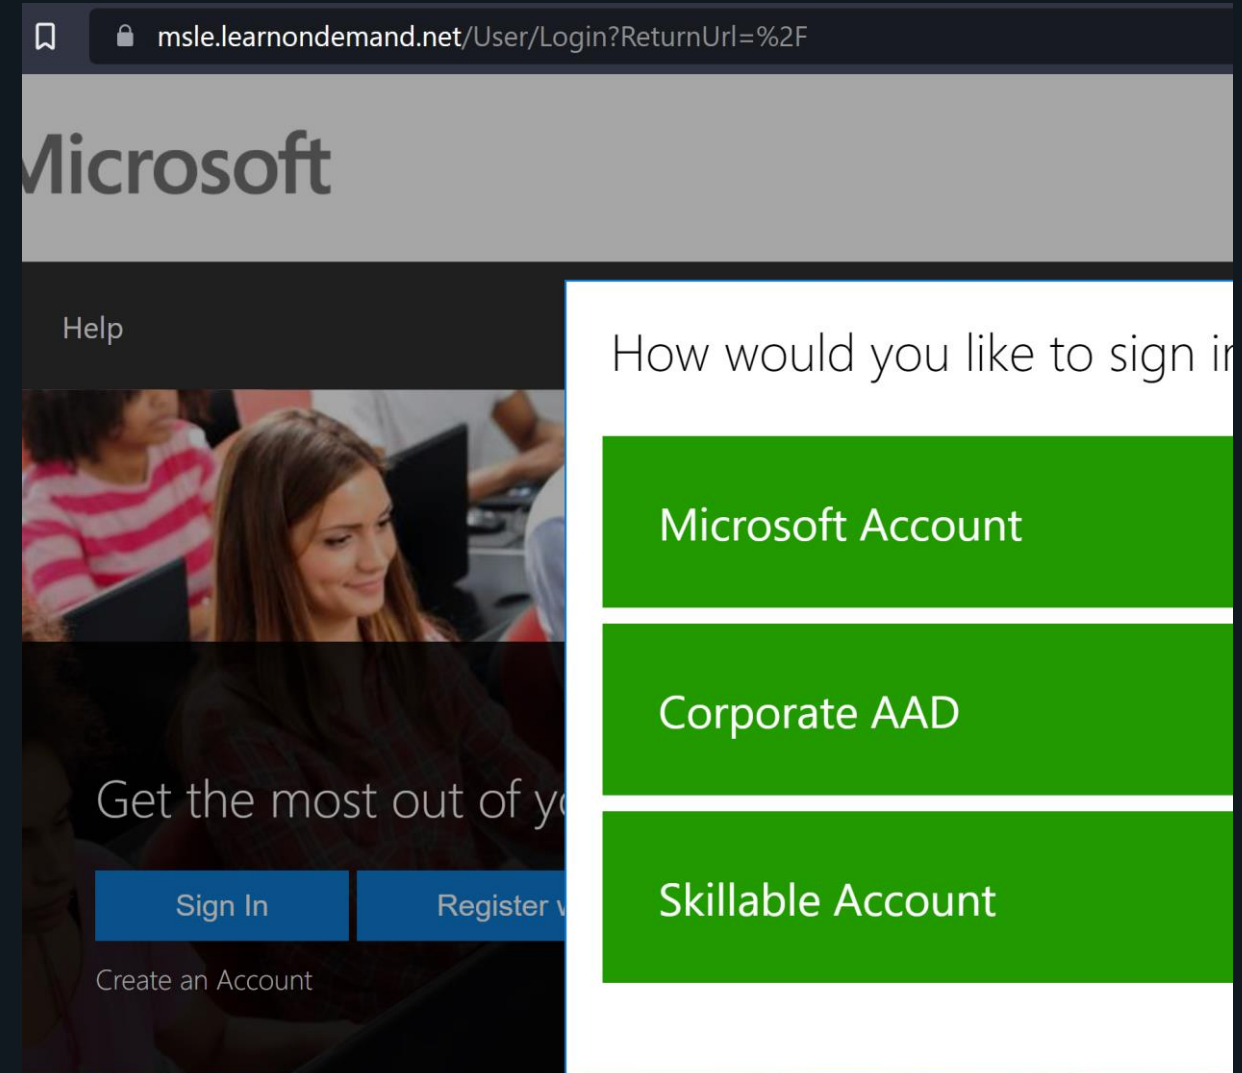 msle.learnondemand.net/User/Login?ReturnUrl=%2F
Microsoft
Help
How would you like to sign in
Microsoft Account
Corporate AAD
Skillable Account
Get the most out of
Sign In
Register
Create an Account